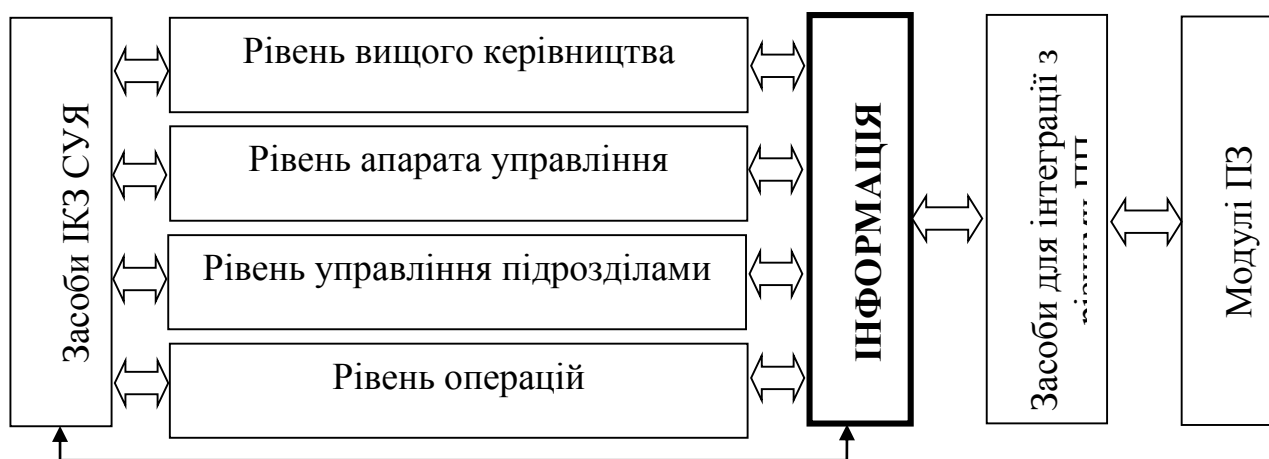 Засоби ІКЗ СУЯ
Рівень вищого керівництва
Рівень апарата управління
Рівень управління підрозділами
Рівень операцій
ІНФОРМАЦІЯ
Засоби для інтеграції з
Модулі ПЗ